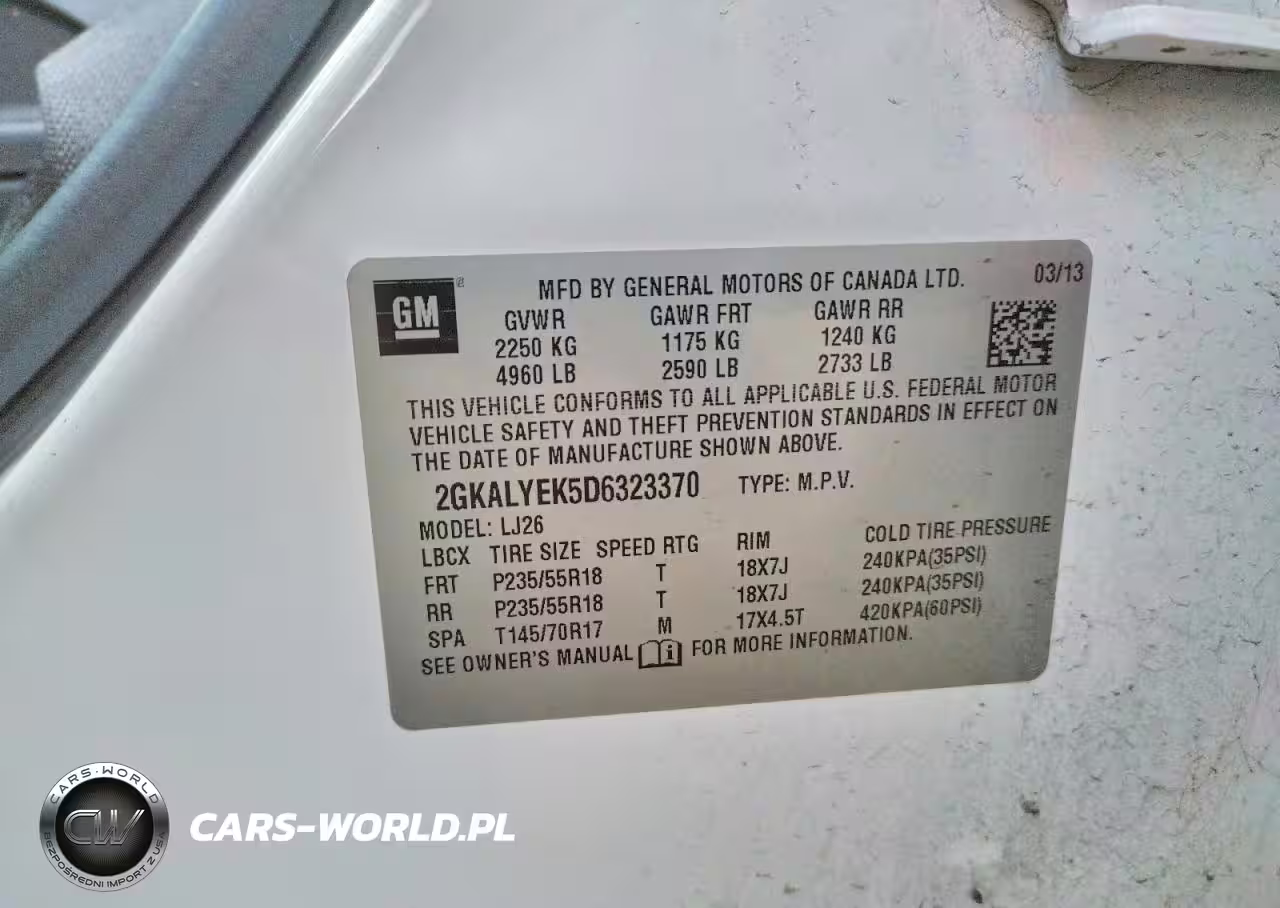 GM
MFD BY GENERAL MOTORS OF CANADA LTD. 03/13
GVWR GAWR FRT GAWR RR
2250 KG 1175 KG 1240 KG
4960 LB 2590 LB 2733 LB
THIS VEHICLE CONFORMS TO ALL APPLICABLE U.S. FEDERAL MOTOR
VEHICLE SAFETY AND THEFT PREVENTION STANDARDS IN EFFECT ON
THE DATE OF MANUFACTURE SHOWN ABOVE.
2GKALYEK5D6323370 TYPE: M.P.V.
MODEL: LJ26
LBCX TIRE SIZE SPEED RTG RIM COLD TIRE PRESSURE
FRT P235/55R18 T 18X7J 240KPA(35PSI)
RR P235/55R18 T 18X7J 240KPA(35PSI)
SPA T145/70R17 M 17X4.5T 420KPA(60PSI)
SEE OWNER'S MANUAL FOR MORE INFORMATION.
CARS-WORLD
CW
BEZPOŚREDNI IMPORT Z USA
CARS-WORLD.PL